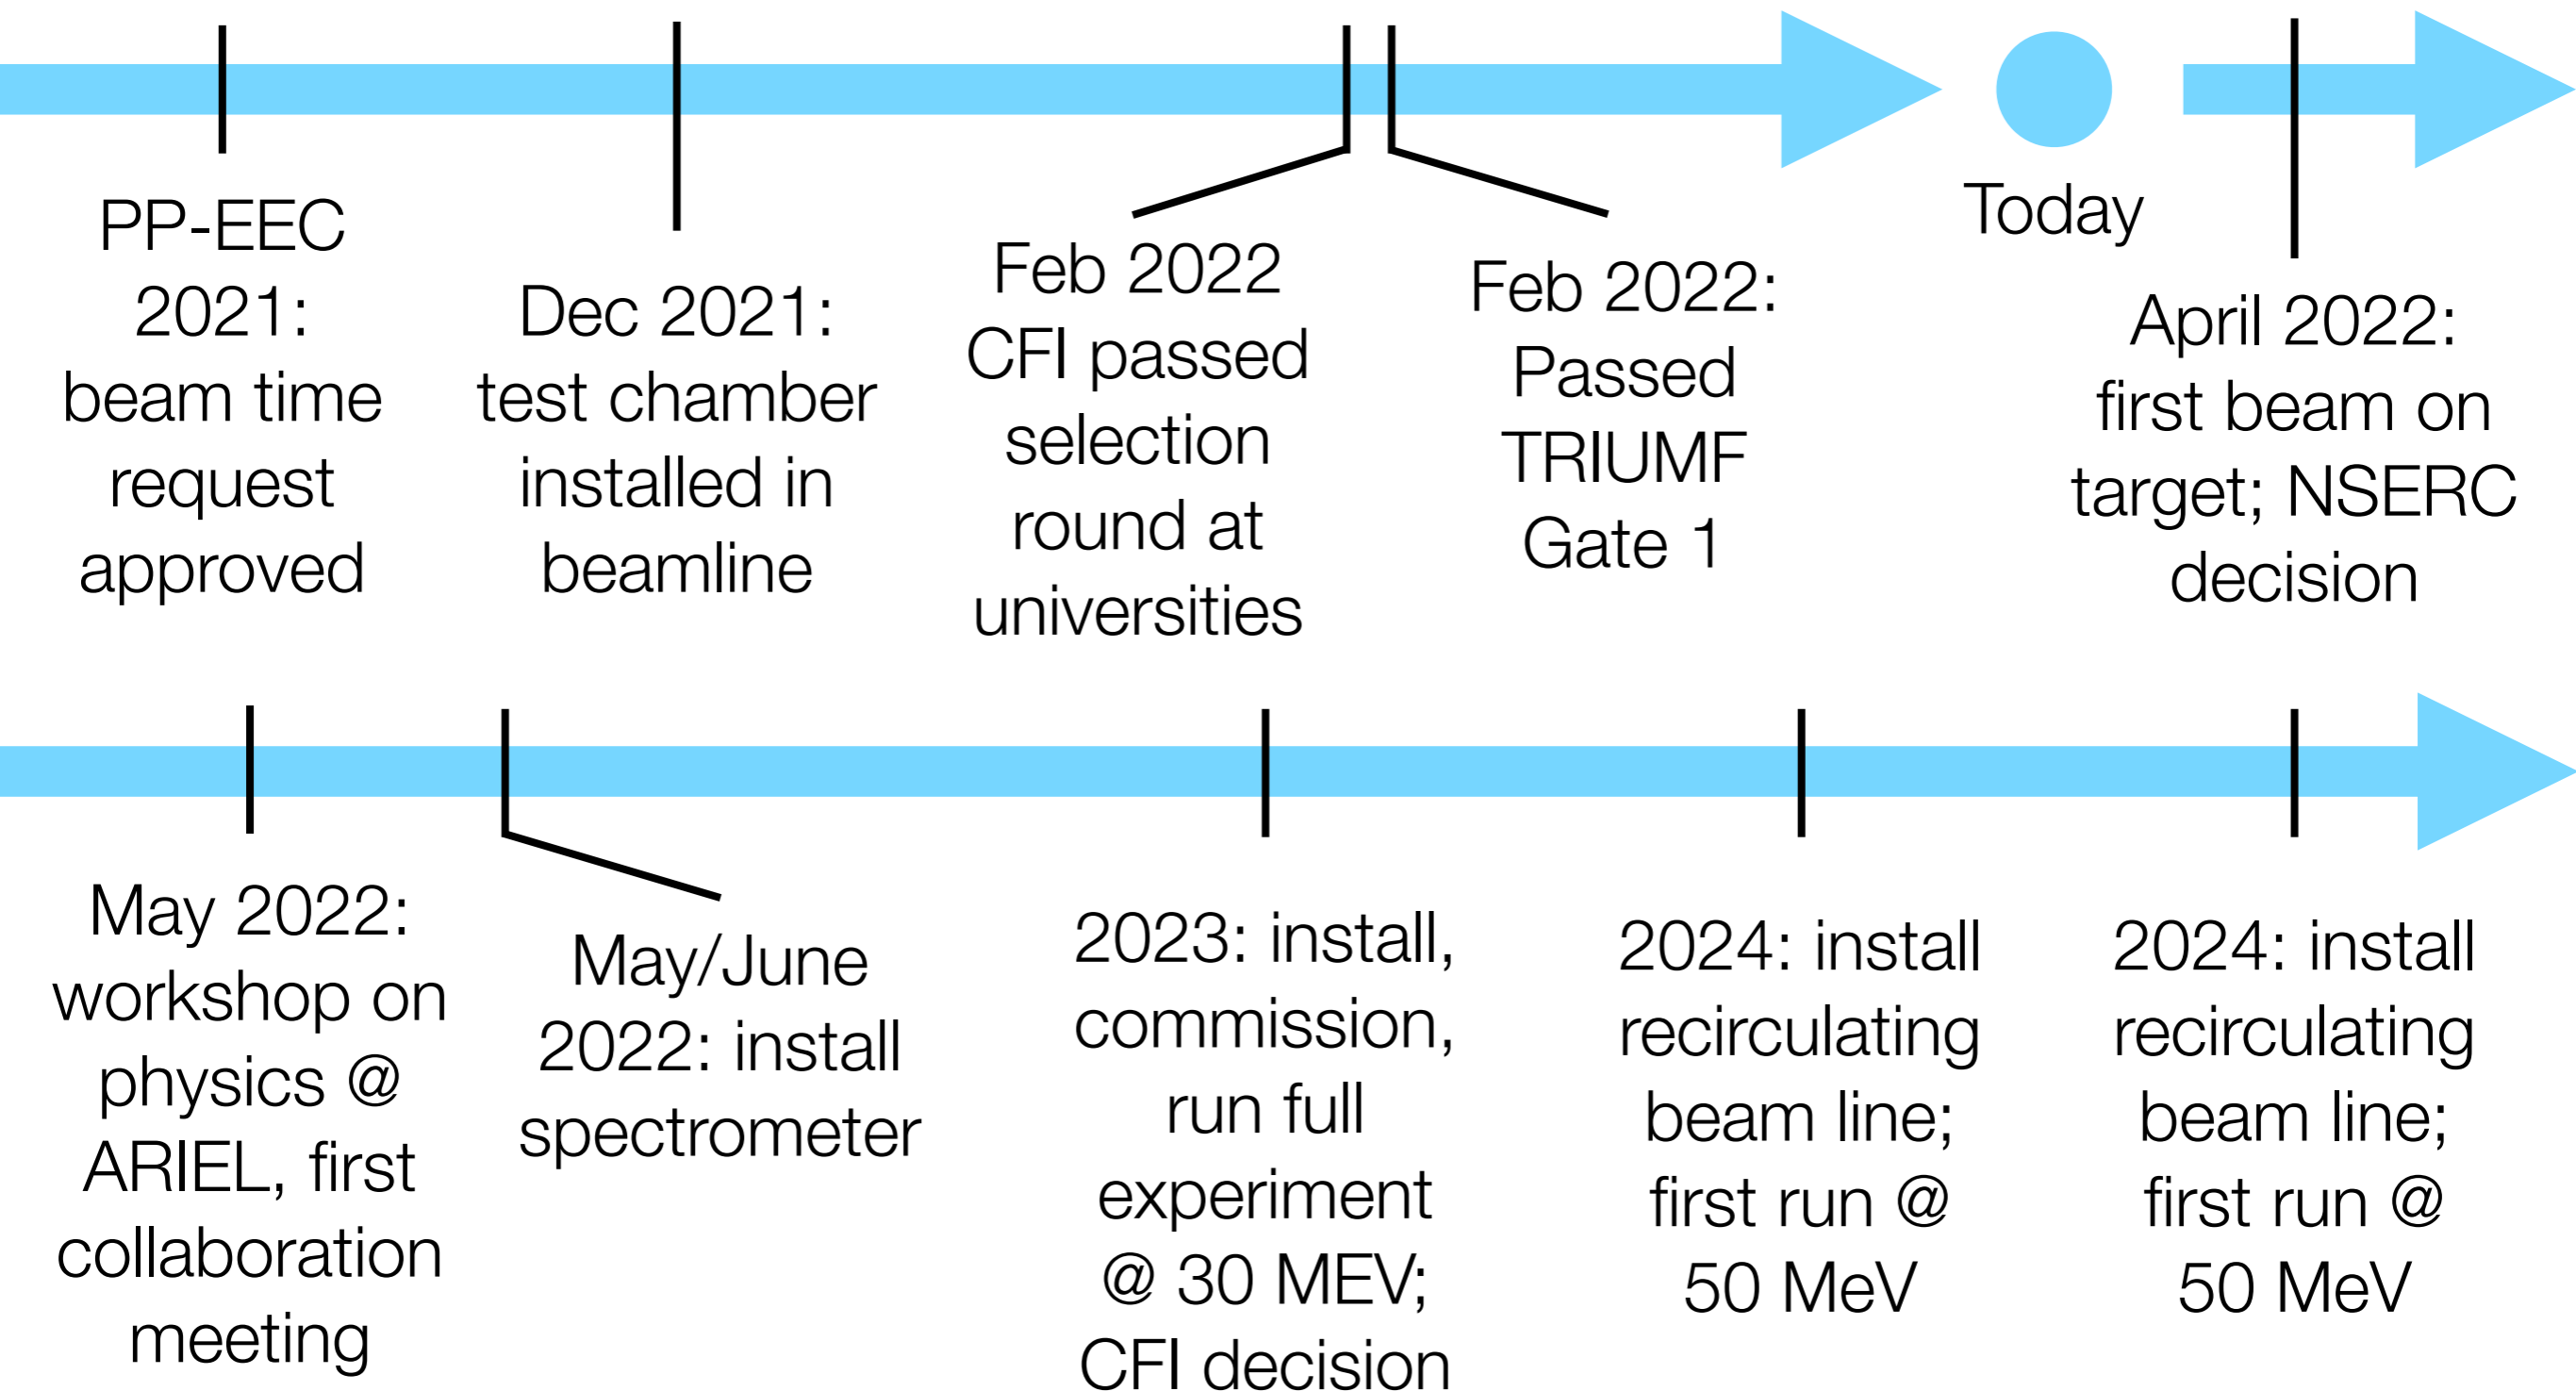 PP-EEC
2021:
beam time
request
approved
Dec 2021:
test chamber
installed in
beamline
Feb 2022
CFI passed
selection
round at
universities
Feb 2022:
Passed
TRIUMF
Gate 1
Today
April 2022:
first beam on
target; NSERC
decision
May 2022:
workshop on
physics @
ARIEL, first
collaboration
meeting
May/June
2022: install
spectrometer
2023: install,
commission,
run full
experiment
@ 30 MEV;
CFI decision
2024: install
recirculating
beam line;
first run @
50 MeV
2024: install
recirculating
beam line;
first run @
50 MeV